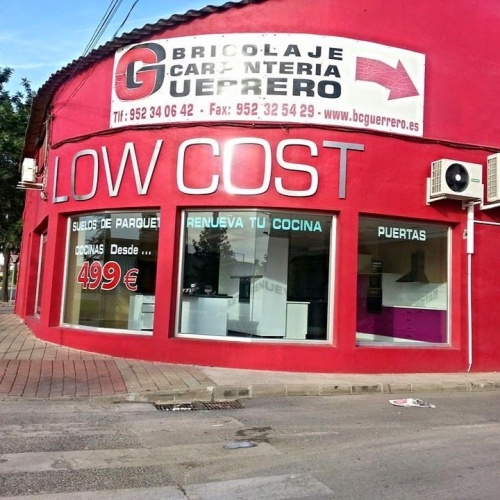 BRICOLAJE
CARPINTERIA
GUERRERO
Tlf: 952 34 06 42 - Fax: 952 32 54 29 - www.bcguerrero.es
LOW COST
SUELOS DE PARQUET
COCINAS Desde ...
499€
RENUEVA TU COCINA
PUERTAS